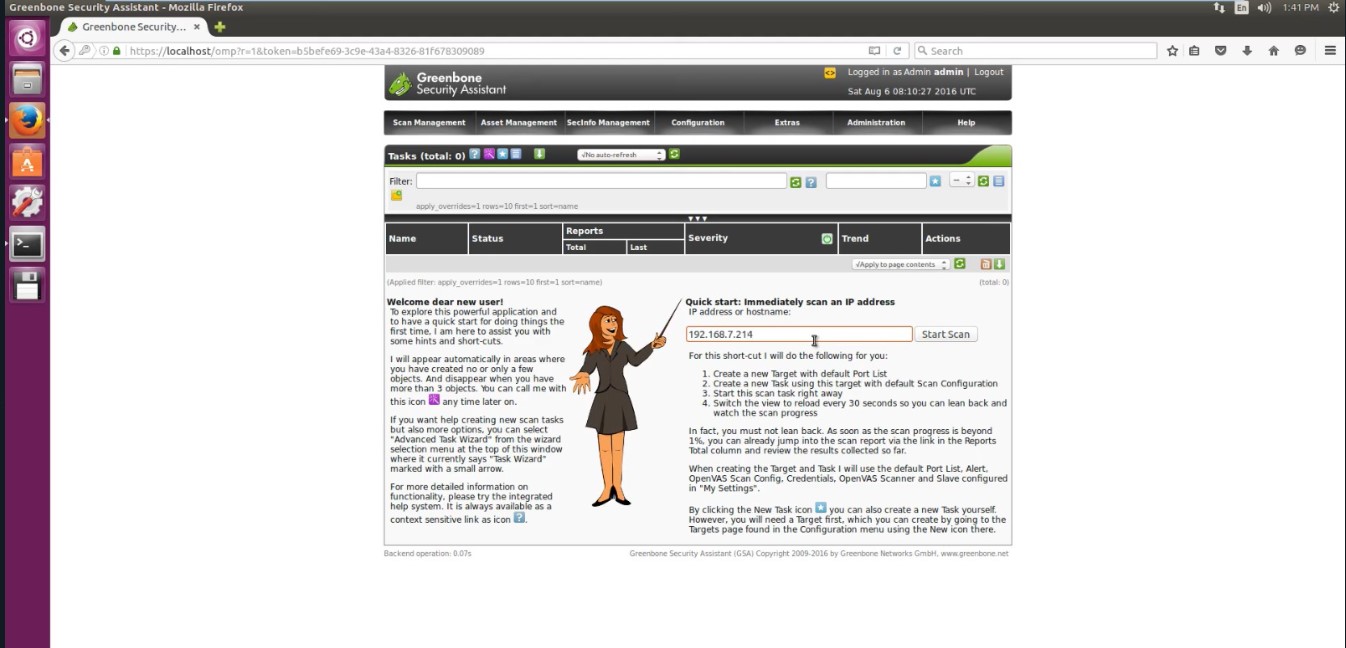 Greenbone Security Assistant - Mozilla Firefox
En 1:41 PM
Greenbone Security... ×
https://localhost/omp?r=1&token=b5befe69-3c9e-43a4-8326-81f678309089
Search
Greenbone
Security Assistant
Logged in as Admin admin | Logout
Sat Aug 6 08:10:27 2016 UTC
Scan Management Asset Management SecInfo Management Configuration Extras Administration Help
Tasks (total: 0) √No auto-refresh
Filter: --
apply_overrides=1 rows=10 first=1 sort=name
Name Status Reports Severity Trend Actions
Total Last
√Apply to page contents
(Applied filter: apply_overrides=1 rows=10 first=1 sort=name) (total: 0)
Welcome dear new user!
To explore this powerful application and
to have a quick start for doing things the
first time, I am here to assist you with
some hints and short-cuts.
I will appear automatically in areas where
you have created no or only a few
objects. And disappear when you have
more than 3 objects. You can call me with
this icon any time later on.
If you want help creating new scan tasks
but also more options, you can select
"Advanced Task Wizard" from the wizard
selection menu at the top of this window
where it currently says "Task Wizard"
marked with a small arrow.
For more detailed information on
functionality, please try the integrated
help system. It is always available as a
context sensitive link as icon ?.
Quick start: Immediately scan an IP address
IP address or hostname:
192.168.7.214 Start Scan
For this short-cut I will do the following for you:
1. Create a new Target with default Port List
2. Create a new Task using this target with default Scan Configuration
3. Start this scan task right away
4. Switch the view to reload every 30 seconds so you can lean back and
watch the scan progress
In fact, you must not lean back. As soon as the scan progress is beyond
1%, you can already jump into the scan report via the link in the Reports
Total column and review the results collected so far.
When creating the Target and Task I will use the default Port List, Alert,
OpenVAS Scan Config, Credentials, OpenVAS Scanner and Slave configured
in "My Settings".
By clicking the New Task icon you can also create a new Task yourself.
However, you will need a Target first, which you can create by going to the
Targets page found in the Configuration menu using the New icon there.
Backend operation: 0.07s Greenbone Security Assistant (GSA) Copyright 2009-2016 by Greenbone Networks GmbH, www.greenbone.net